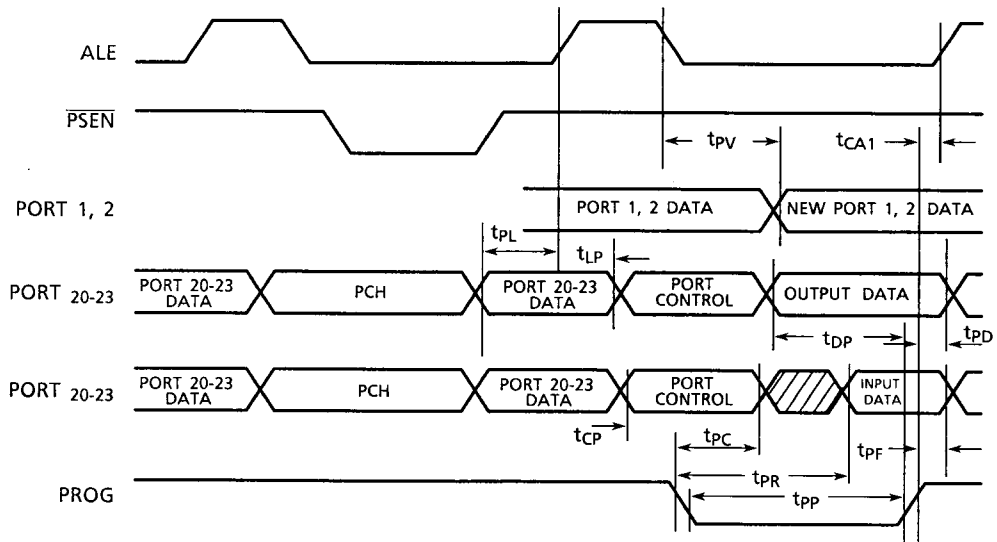 ALE
PSEN
tPV
tCA1
PORT 1, 2
PORT 1, 2 DATA
NEW PORT 1, 2 DATA
tPL
tLP
PORT 20-23
PORT 20-23
DATA
PCH
PORT 20-23
DATA
PORT
CONTROL
OUTPUT DATA
tDP
tPD
PORT 20-23
PORT 20-23
DATA
PCH
PORT 20-23
DATA
PORT
CONTROL
INPUT
DATA
tCP
tPC
tPF
tPR
PROG
tPP